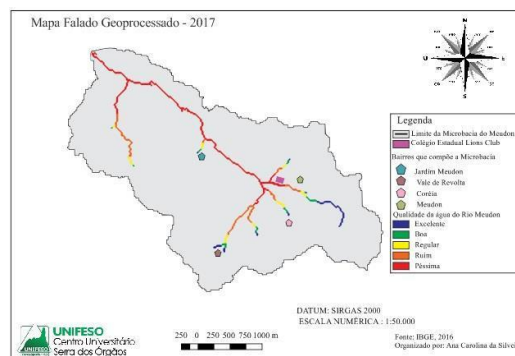 Mapa Falado Geoprocessado - 2017
N
S
Legenda
Limite da Microbacia do Meudon
Colégio Estadual Lions Club
Bairros que compõe a Microbacia
Jardim Meudon
Vale de Revolta
Coréia
Meudon
Qualidade da água do Rio Meudon
Excelente
Boa
Regular
Ruim
Péssima
DATUM: SIRGAS 2000
ESCALA NUMÉRICA : 1:50.000
UNIFESO
Centro Universitário
Serra dos Órgãos
250 0 250 500 750 1000 m
Fonte: IBGE, 2016
Organizado por: Ana Carolina da Silvei